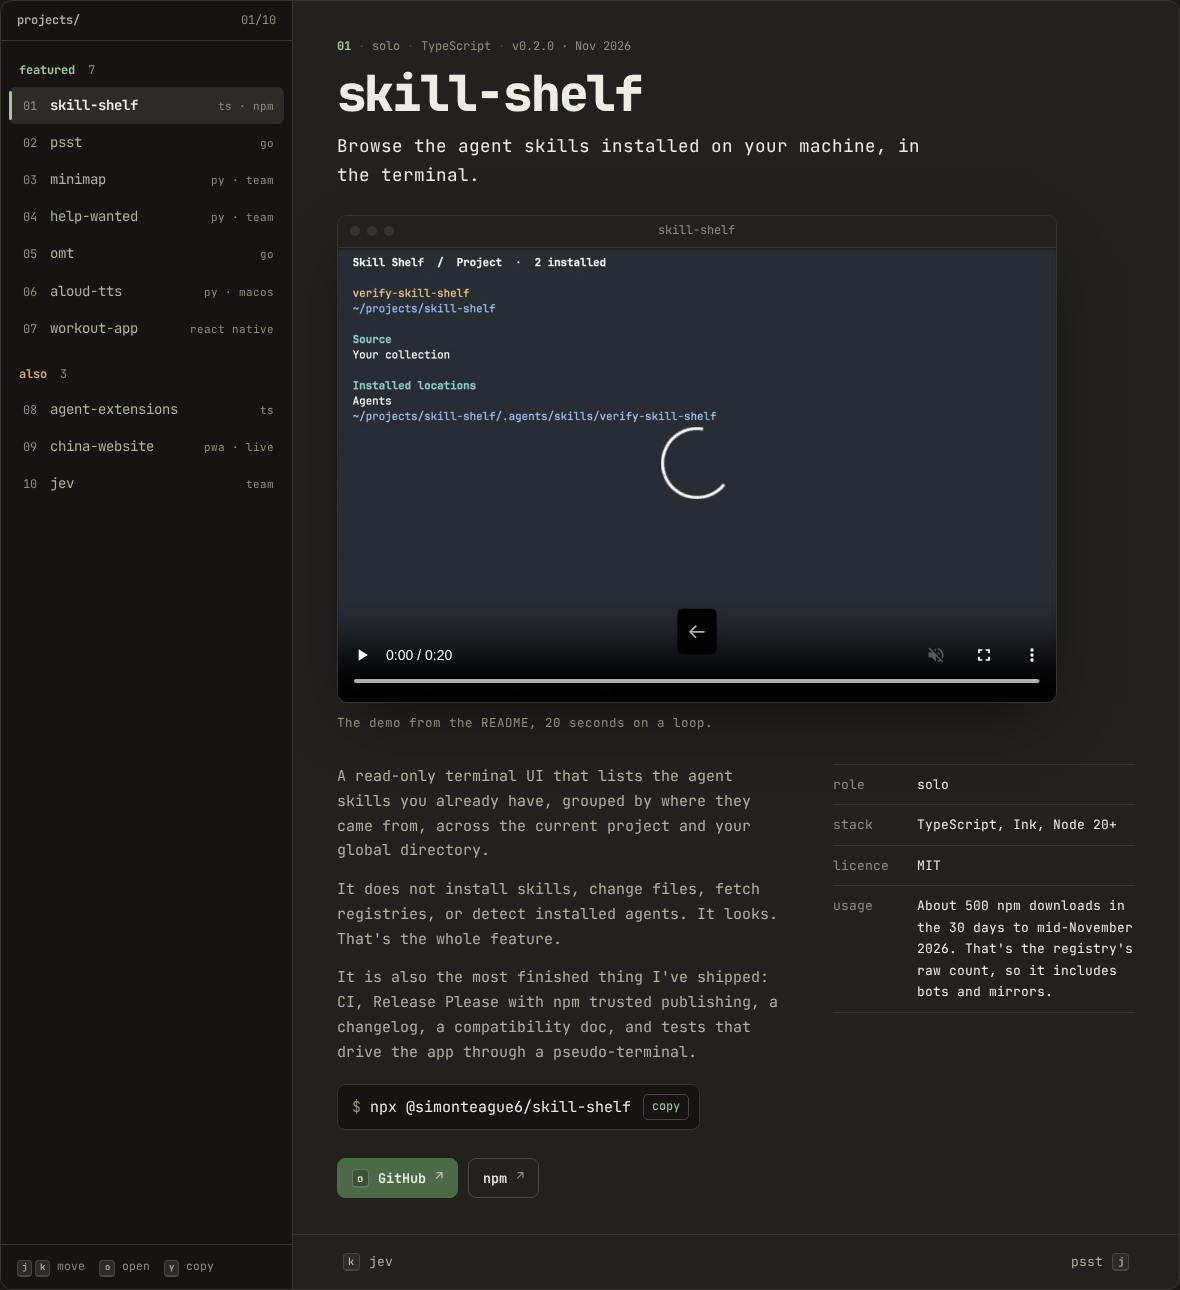 projects/ 01/10
featured 7
01 skill-shelf ts · npm
02 psst go
03 minimap py · team
04 help-wanted py · team
05 omt go
06 aloud-tts py · macos
07 workout-app react native
also 3
08 agent-extensions ts
09 china-website pwa · live
10 jev team
j k move o open y copy
01 · solo · TypeScript · v0.2.0 · Nov 2026
skill-shelf
Browse the agent skills installed on your machine, in
the terminal.
skill-shelf
Skill Shelf / Project · 2 installed
verify-skill-shelf
~/projects/skill-shelf
Source
Your collection
Installed locations
Agents
~/projects/skill-shelf/.agents/skills/verify-skill-shelf
0:00 / 0:20
The demo from the README, 20 seconds on a loop.
A read-only terminal UI that lists the agent
skills you already have, grouped by where they
came from, across the current project and your
global directory.
It does not install skills, change files, fetch
registries, or detect installed agents. It looks.
That's the whole feature.
It is also the most finished thing I've shipped:
CI, Release Please with npm trusted publishing, a
changelog, a compatibility doc, and tests that
drive the app through a pseudo-terminal.
$ npx @simonteague6/skill-shelf copy
o GitHub ↗ npm ↗
role solo
stack TypeScript, Ink, Node 20+
licence MIT
usage About 500 npm downloads in
the 30 days to mid-November
2026. That's the registry's
raw count, so it includes
bots and mirrors.
k jev psst j